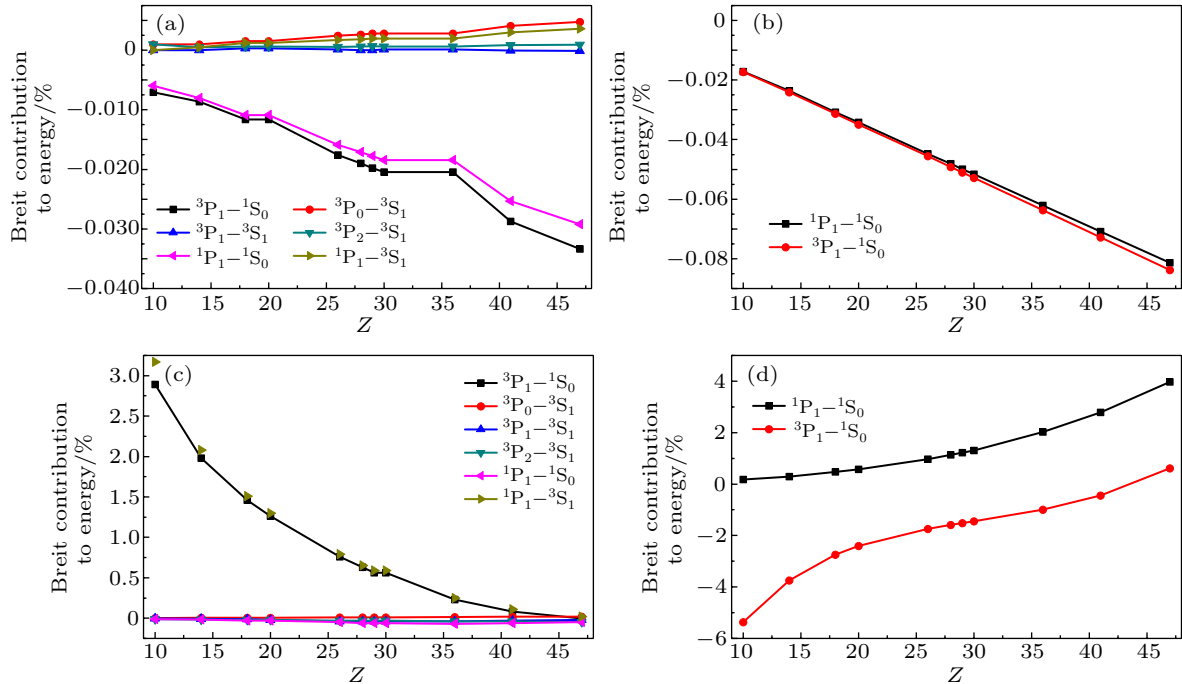 (a)
Breit contribution
to energy/%
0
−0.010
−0.020
−0.030
−0.040
³P₁−¹S₀
³P₁−³S₁
¹P₁−¹S₀
³P₀−³S₁
³P₂−³S₁
¹P₁−³S₁
10 15 20 25 30 35 40 45
Z
(b)
Breit contribution
to energy/%
0
−0.02
−0.04
−0.06
−0.08
¹P₁−¹S₀
³P₁−¹S₀
10 15 20 25 30 35 40 45
Z
(c)
Breit contribution
to energy/%
3.0
2.5
2.0
1.5
1.0
0.5
0
³P₁−¹S₀
³P₀−³S₁
³P₁−³S₁
³P₂−³S₁
¹P₁−¹S₀
¹P₁−³S₁
10 15 20 25 30 35 40 45
Z
(d)
Breit contribution
to energy/%
4
2
0
−2
−4
−6
¹P₁−¹S₀
³P₁−¹S₀
10 15 20 25 30 35 40 45
Z